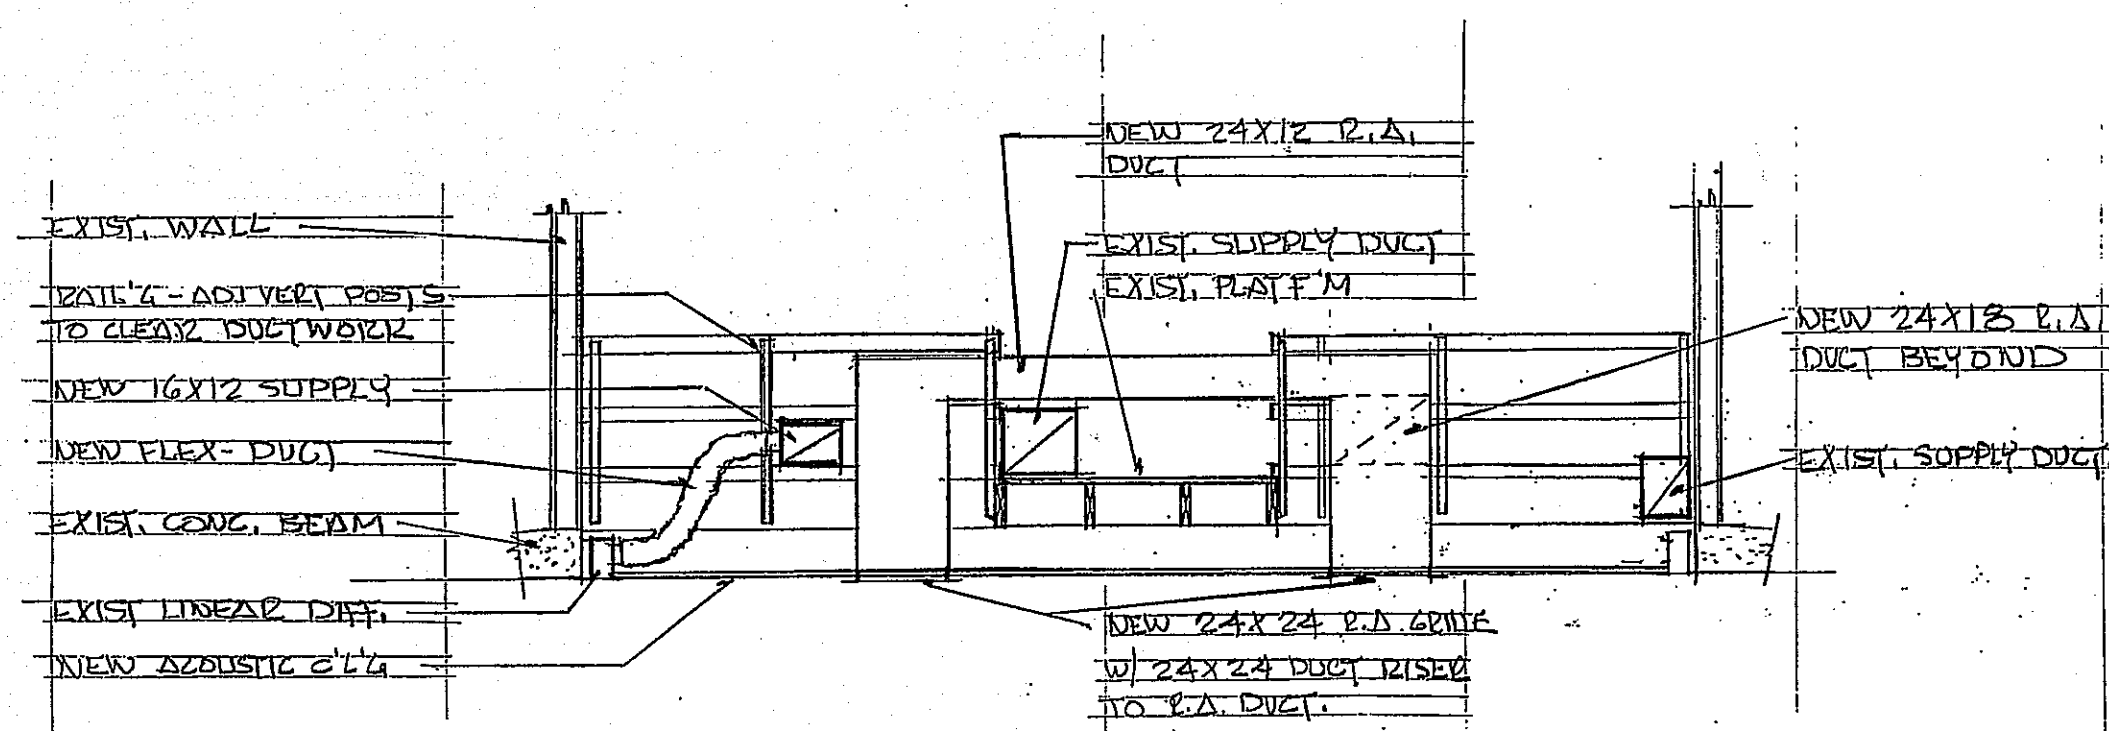 NEW 24X12 R.A.
DUCT
EXIST. WALL
EXIST. SUPPLY DUCT
EXIST. PLATF'M
RAIL'G - ADJ VERT POSTS
TO CLEAR DUCTWORK
NEW 24X18 R.A.
DUCT BEYOND
NEW 16X12 SUPPLY
NEW FLEX-DUCT
EXIST. SUPPLY DUCT
EXIST. CONC. BEAM
EXIST LINEAR DIFF.
NEW 24X24 R.A. GRILLE
W/ 24X24 DUCT RISER
TO R.A. DUCT.
NEW ACOUSTIC C'L'G